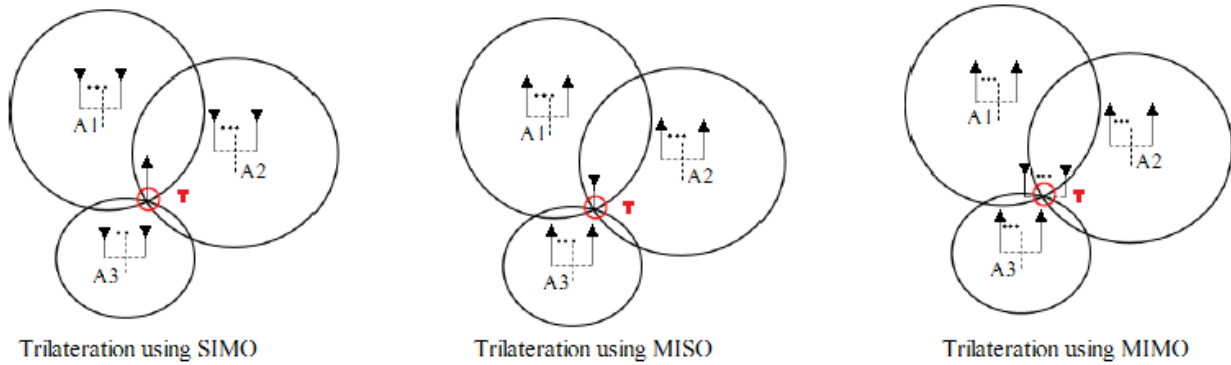 A1
A2
T
A3
Trilateration using SIMO
A1
A2
T
A3
Trilateration using MISO
A1
A2
T
A3
Trilateration using MIMO